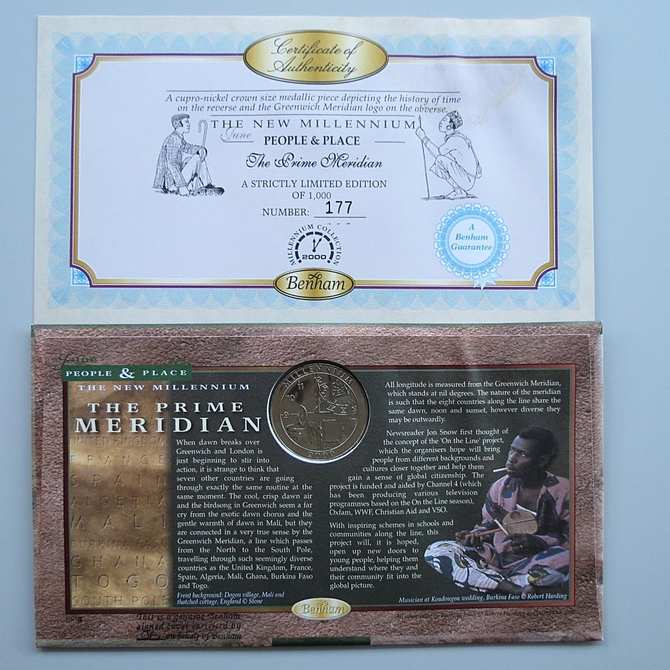 Certificate of
Authenticity
A cupro-nickel crown size medallic piece depicting the history of time
on the reverse and the Greenwich Meridian logo on the obverse.
THE NEW MILLENNIUM
June
PEOPLE & PLACE
The Prime Meridian
A STRICTLY LIMITED EDITION
OF 1,000
NUMBER: 177
MILLENNIUM COLLECTION
2000
A
Benham
Guarantee
Benham
June
PEOPLE & PLACE
THE NEW MILLENNIUM
THE PRIME
MERIDIAN
UNITED KINGDOM
FRANCE
SPAIN
MALI
GHANA
TOGO
SOUTH POLE
When dawn breaks over
Greenwich and London is
just beginning to stir into
action, it is strange to think that
seven other countries are going
through exactly the same routine at the
same moment. The cool, crisp dawn air
and the birdsong in Greenwich seem a far
cry from the exotic dawn chorus and the
gentle warmth of dawn in Mali, but they
are connected in a very true sense by the
Greenwich Meridian, a line which passes
from the North to the South Pole,
travelling through such seemingly diverse
countries as the United Kingdom, France,
Spain, Algeria, Mali, Ghana, Burkina Faso
and Togo.
Front background: Dogon village, Mali and
thatched cottage, England © Stone
MILLENNIUM
2000
All longitude is measured from the Greenwich Meridian,
which stands at nil degrees. The nature of the meridian
is such that the eight countries along the line share the
same dawn, noon and sunset, however diverse they
may be outwardly.
Newsreader Jon Snow first thought of
the concept of the 'On the Line' project,
which the organisers hope will bring
people from different backgrounds and
cultures closer together and help them
gain a sense of global citizenship. The
project is funded and aided by Channel 4 (which
has been producing various television
programmes based on the On the Line season),
Oxfam, WWF, Christian Aid and VSO.
With inspiring schemes in schools and
communities along the line, this
project will, it is hoped,
open up new doors to
young people, helping them
understand where they and
their community fit into the
global picture.
Musician at Koudougou wedding, Burkina Faso © Robert Harding
Benham
This is a genuine Benham
signed cover certified by
on behalf of Benham